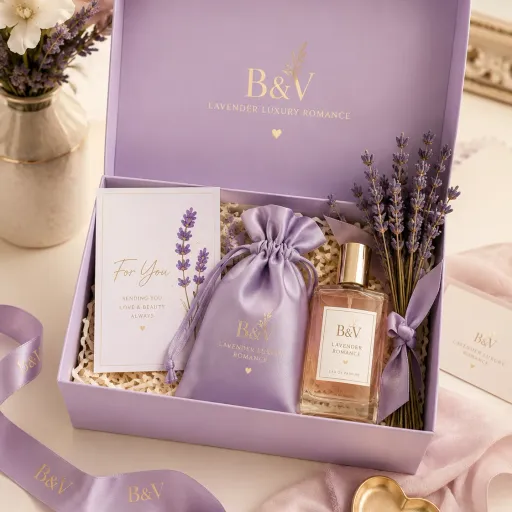 B&V
LAVENDER LUXURY ROMANCE
For You
SENDING YOU
LOVE & BEAUTY
ALWAYS
B&V
LAVENDER LUXURY
ROMANCE
B&V
LAVENDER
ROMANCE
EAU DE PARFUM
B&V
LAVENDER LUXURY
ROMANCE
B&V
B&V
B&V